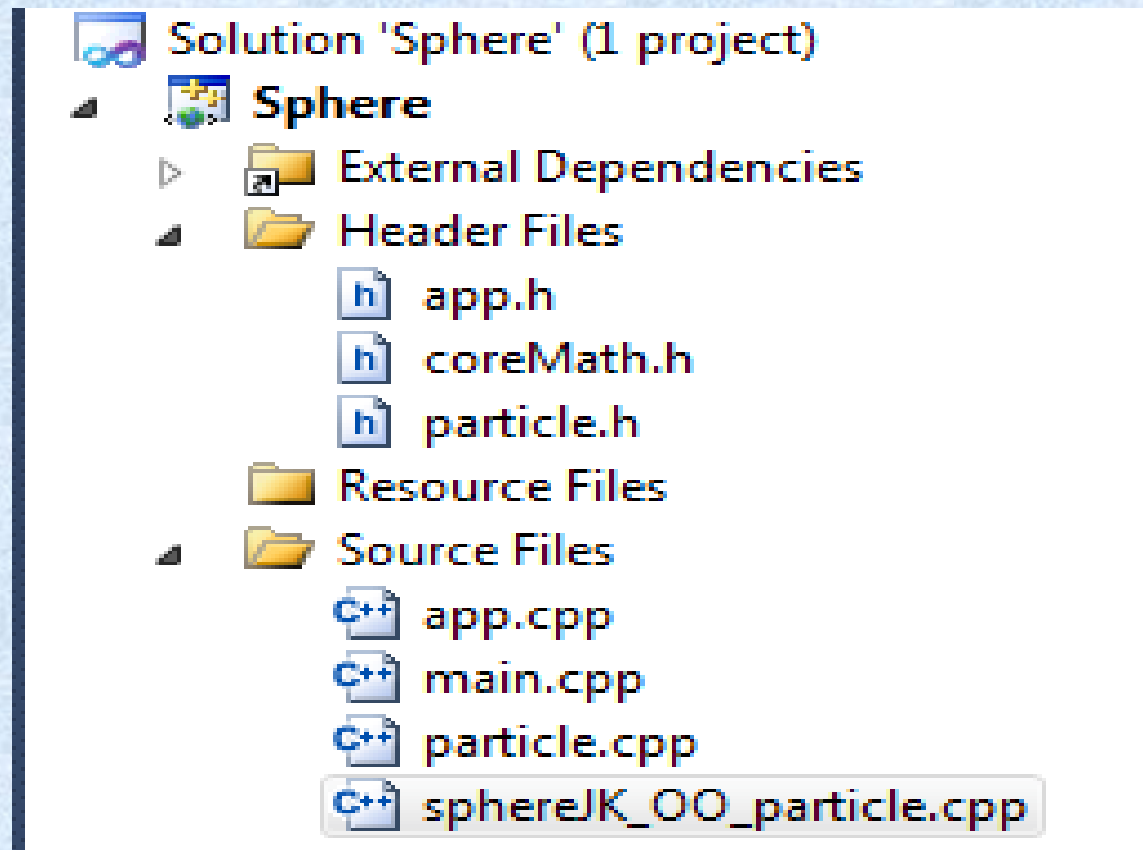 Solution 'Sphere' (1 project)
Sphere
External Dependencies
Header Files
h app.h
h coreMath.h
h particle.h
Resource Files
Source Files
C++ app.cpp
C++ main.cpp
C++ particle.cpp
C++ sphereJK_OO_particle.cpp